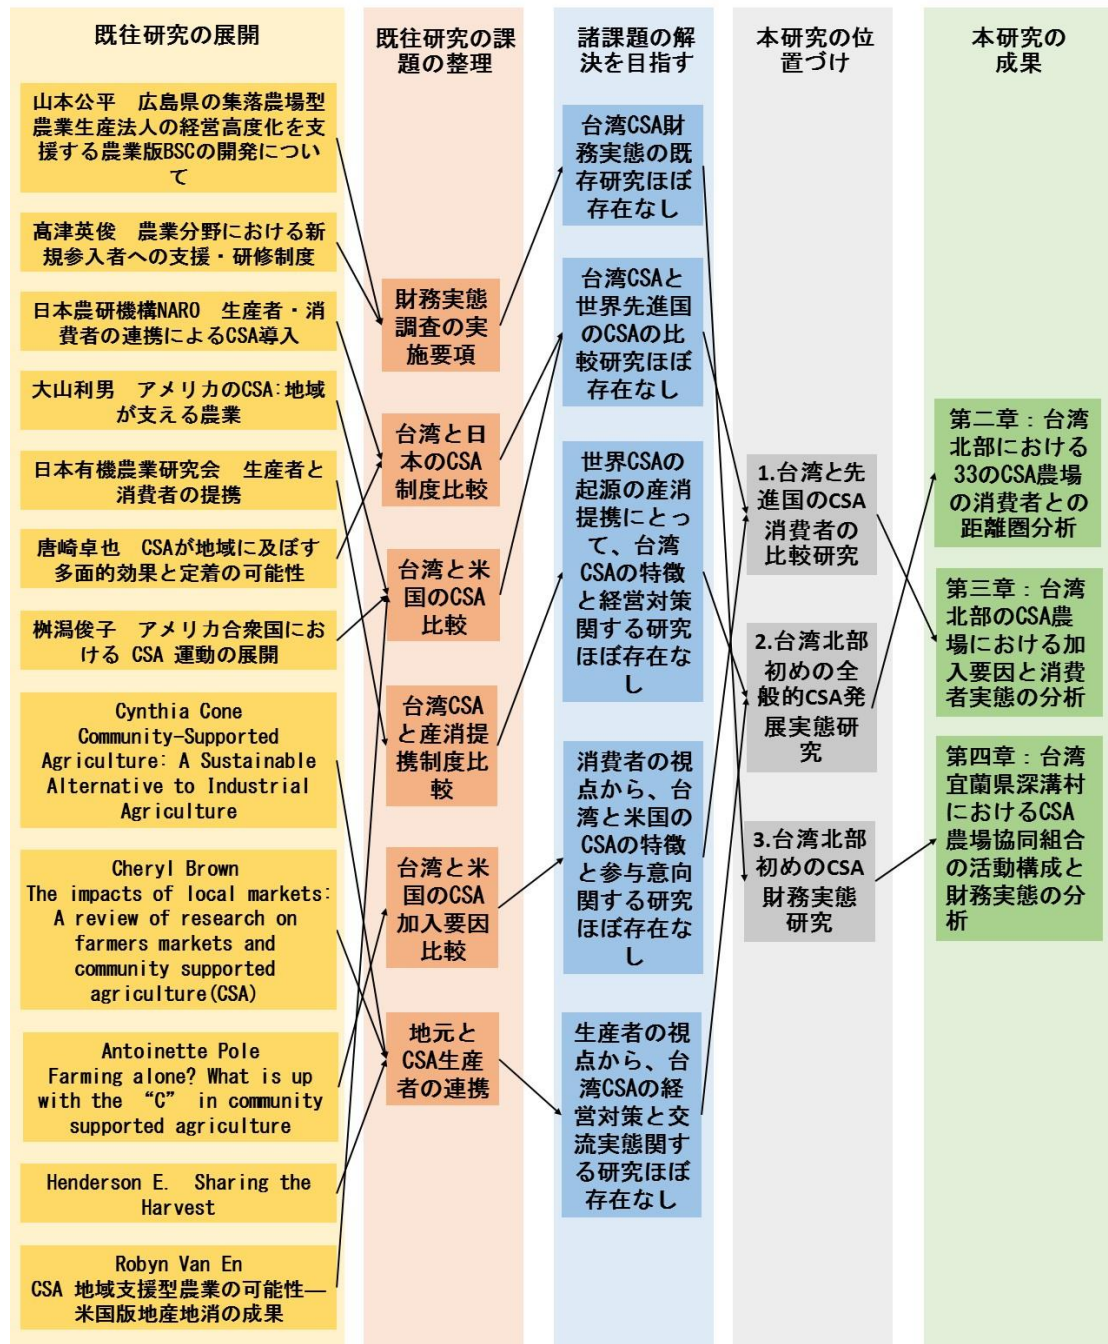 既往研究の展開
山本公平　広島県の集落農場型
農業生産法人の経営高度化を支
援する農業版BSCの開発につい
て
髙津英俊　農業分野における新
規参入者への支援・研修制度
日本農研機構NARO　生産者・消
費者の連携によるCSA導入
大山利男　アメリカのCSA:地域
が支える農業
日本有機農業研究会　生産者と
消費者の提携
唐崎卓也　CSAが地域に及ぼす
多面的効果と定着の可能性
桝潟俊子　アメリカ合衆国にお
ける CSA 運動の展開
Cynthia Cone
Community-Supported
Agriculture: A Sustainable
Alternative to Industrial
Agriculture
Cheryl Brown
The impacts of local markets:
A review of research on
farmers markets and
community supported
agriculture(CSA)
Antoinette Pole
Farming alone? What is up
with the “C” in community
supported agriculture
Henderson E.　Sharing the
Harvest
Robyn Van En
CSA 地域支援型農業の可能性―
米国版地産地消の成果
既往研究の課
題の整理
財務実態
調査の実
施要項
台湾と日
本のCSA
制度比較
台湾と米
国のCSA
比較
台湾CSA
と産消提
携制度比
較
台湾と米
国のCSA
加入要因
比較
地元と
CSA生産
者の連携
諸課題の解
決を目指す
台湾CSA財
務実態の既
存研究ほぼ
存在なし
台湾CSAと
世界先進国
のCSAの比
較研究ほぼ
存在なし
世界CSAの
起源の産消
提携にとっ
て、台湾
CSAの特徴
と経営対策
関する研究
ほぼ存在な
し
消費者の視
点から、台
湾と米国の
CSAの特徴
と参与意向
関する研究
ほぼ存在な
し
生産者の視
点から、台
湾CSAの経
営対策と交
流実態関す
る研究ほぼ
存在なし
本研究の位
置づけ
1.台湾と先
進国のCSA
消費者の
比較研究
2.台湾北部
初めの全
般的CSA発
展実態研
究
3.台湾北部
初めのCSA
財務実態
研究
本研究の
成果
第二章：台湾
北部における
33のCSA農場
の消費者との
距離圏分析
第三章：台湾
北部のCSA農
場における加
入要因と消費
者実態の分析
第四章：台湾
宜蘭県深溝村
におけるCSA
農場協同組合
の活動構成と
財務実態の分
析